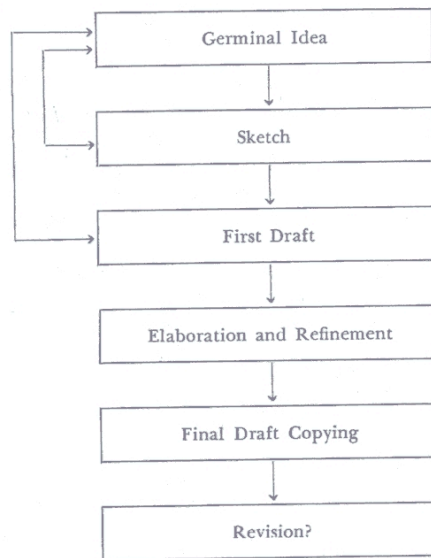 Germinal Idea
Sketch
First Draft
Elaboration and Refinement
Final Draft Copying
Revision?